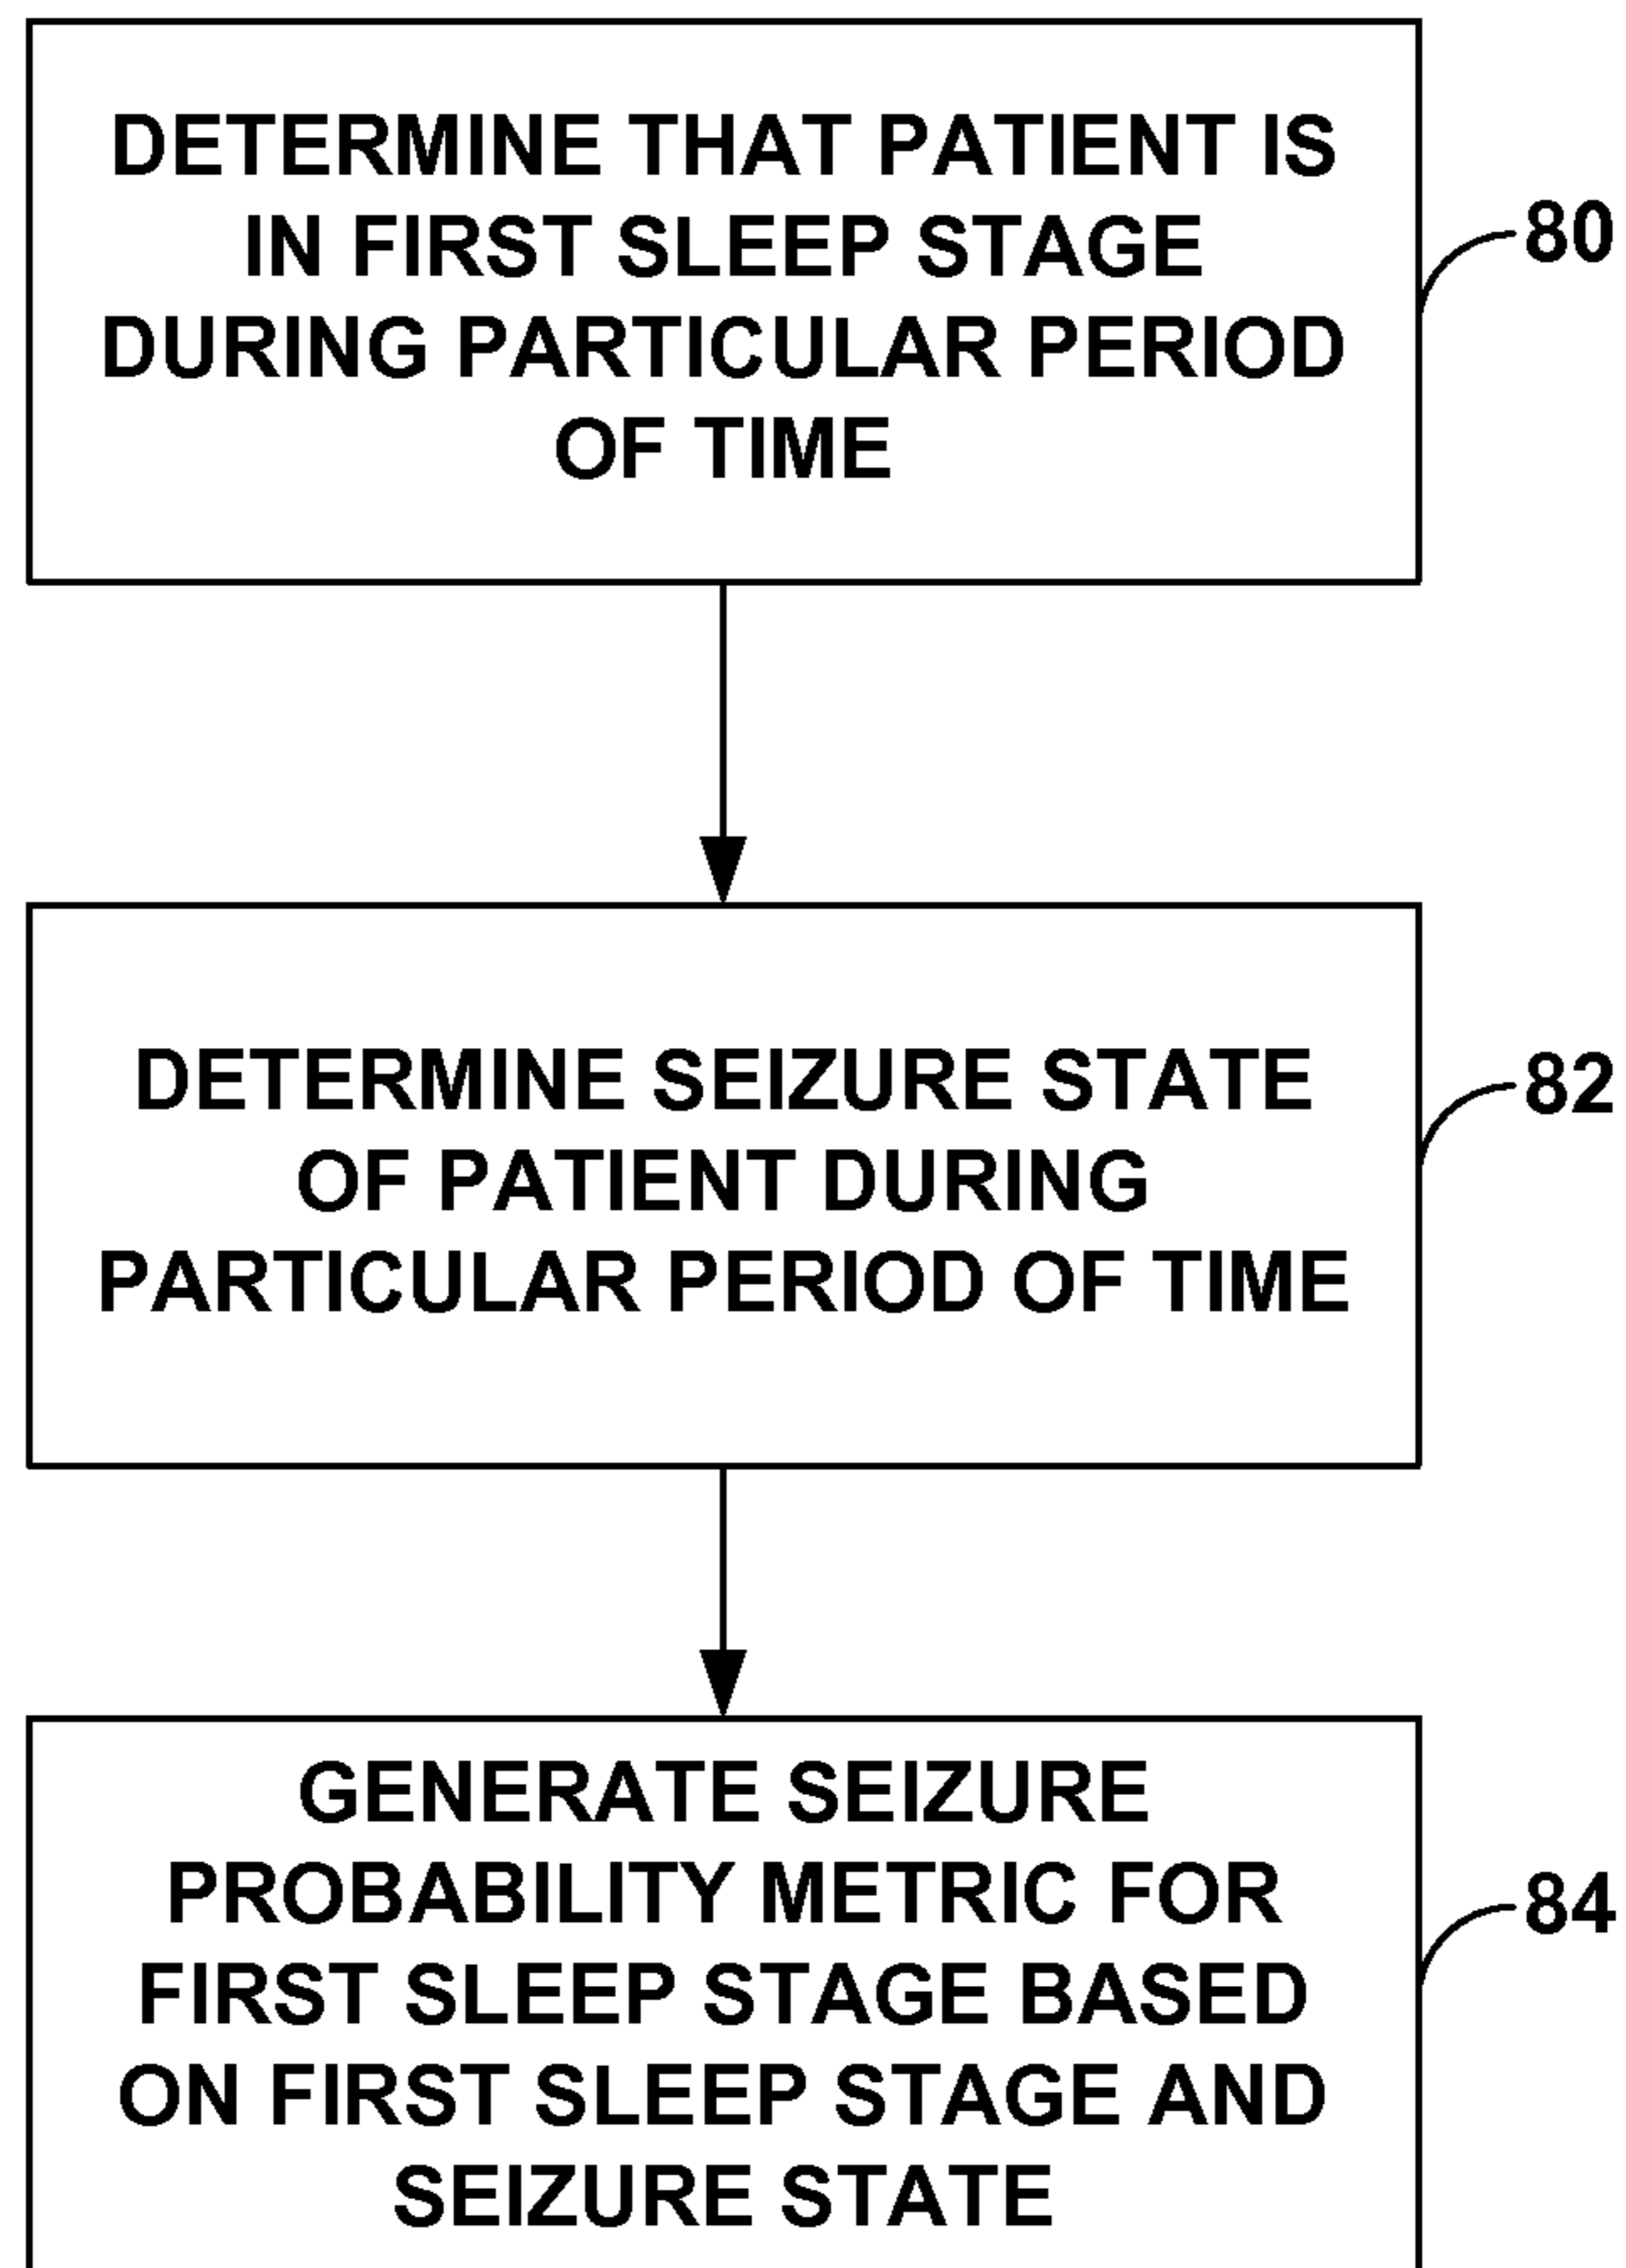 DETERMINE THAT PATIENT IS
IN FIRST SLEEP STAGE
DURING PARTICULAR PERIOD
OF TIME
80
DETERMINE SEIZURE STATE
OF PATIENT DURING
PARTICULAR PERIOD OF TIME
82
GENERATE SEIZURE
PROBABILITY METRIC FOR
FIRST SLEEP STAGE BASED
ON FIRST SLEEP STAGE AND
SEIZURE STATE
84